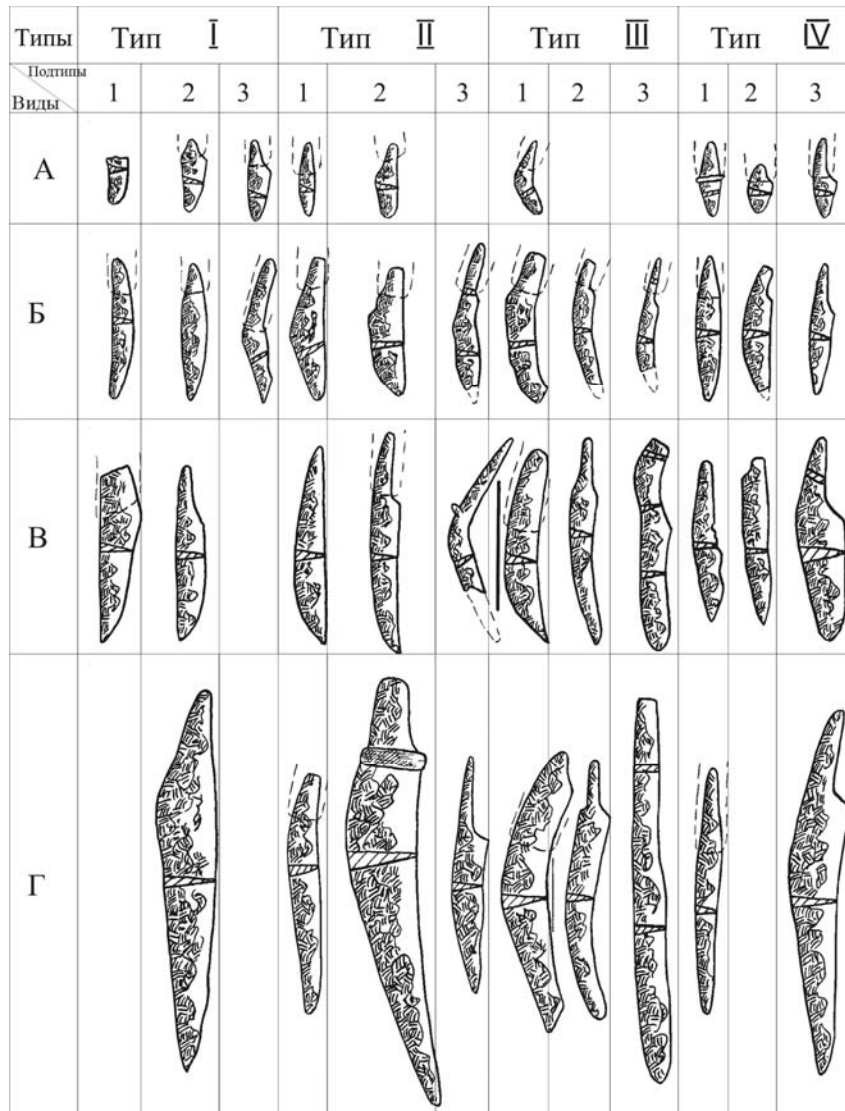 Типы Тип I Тип II Тип III Тип IV
Подтипы
Виды 1 2 3 1 2 3 1 2 3 1 2 3
А
Б
В
Г